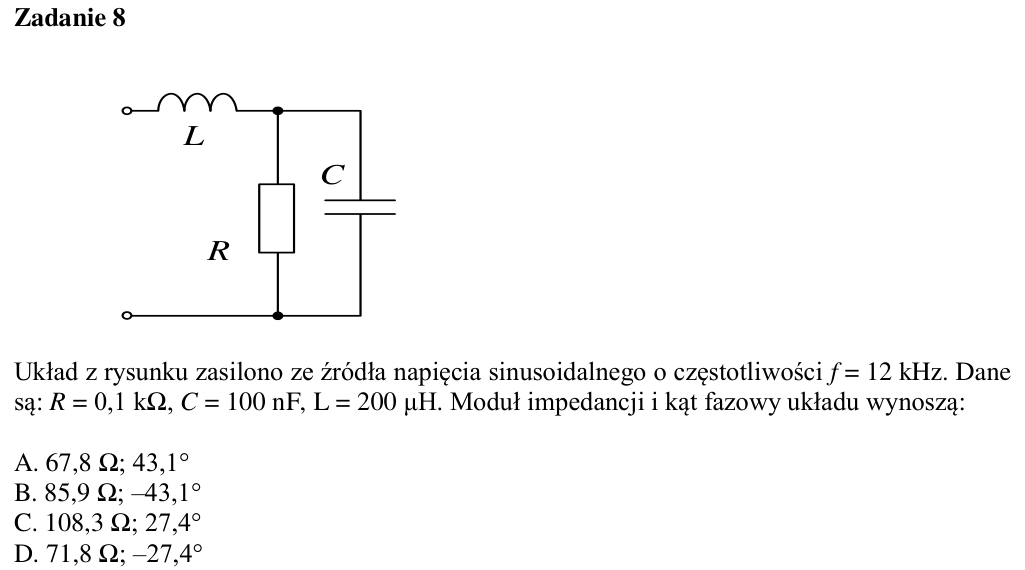 Zadanie 8
L
C
R
Układ z rysunku zasilono ze źródła napięcia sinusoidalnego o częstotliwości f = 12 kHz. Dane
są: R = 0,1 kΩ, C = 100 nF, L = 200 μH. Moduł impedancji i kąt fazowy układu wynoszą:
A. 67,8 Ω; 43,1°
B. 85,9 Ω; –43,1°
C. 108,3 Ω; 27,4°
D. 71,8 Ω; –27,4°